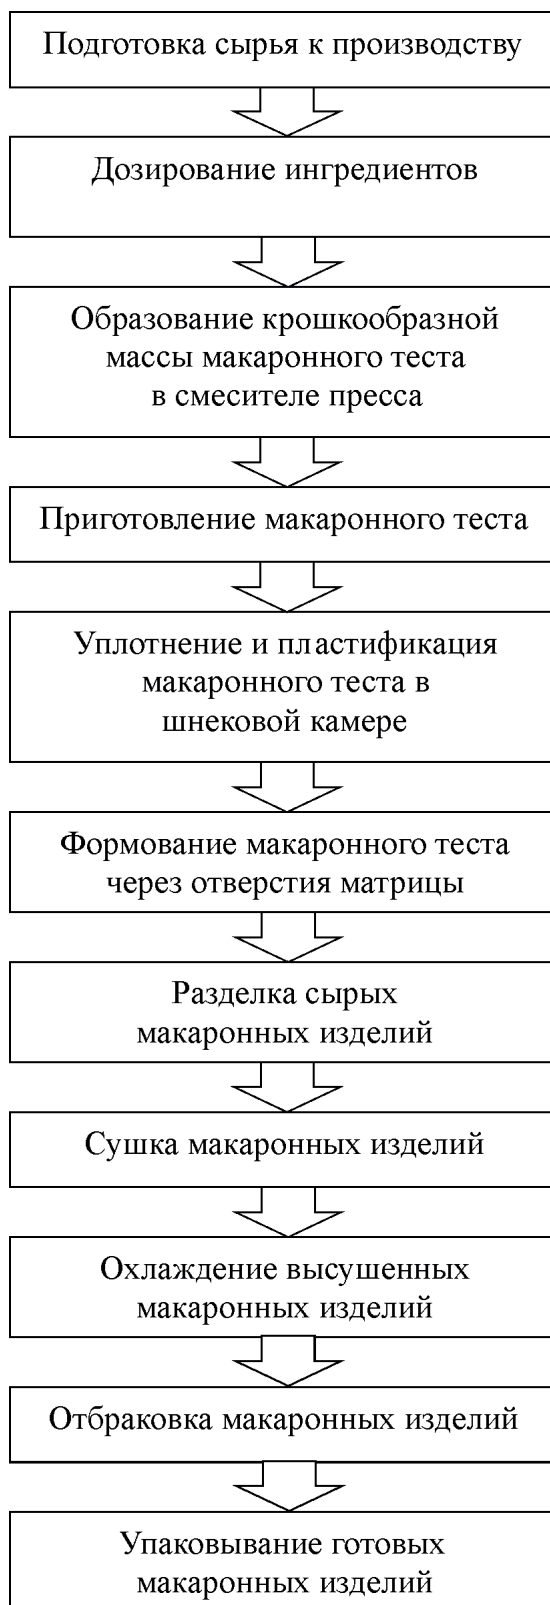 Подготовка сырья к производству
Дозирование ингредиентов
Образование крошкообразной
массы макаронного теста
в смесителе пресса
Приготовление макаронного теста
Уплотнение и пластификация
макаронного теста в
шнековой камере
Формование макаронного теста
через отверстия матрицы
Разделка сырых
макаронных изделий
Сушка макаронных изделий
Охлаждение высушенных
макаронных изделий
Отбраковка макаронных изделий
Упаковывание готовых
макаронных изделий